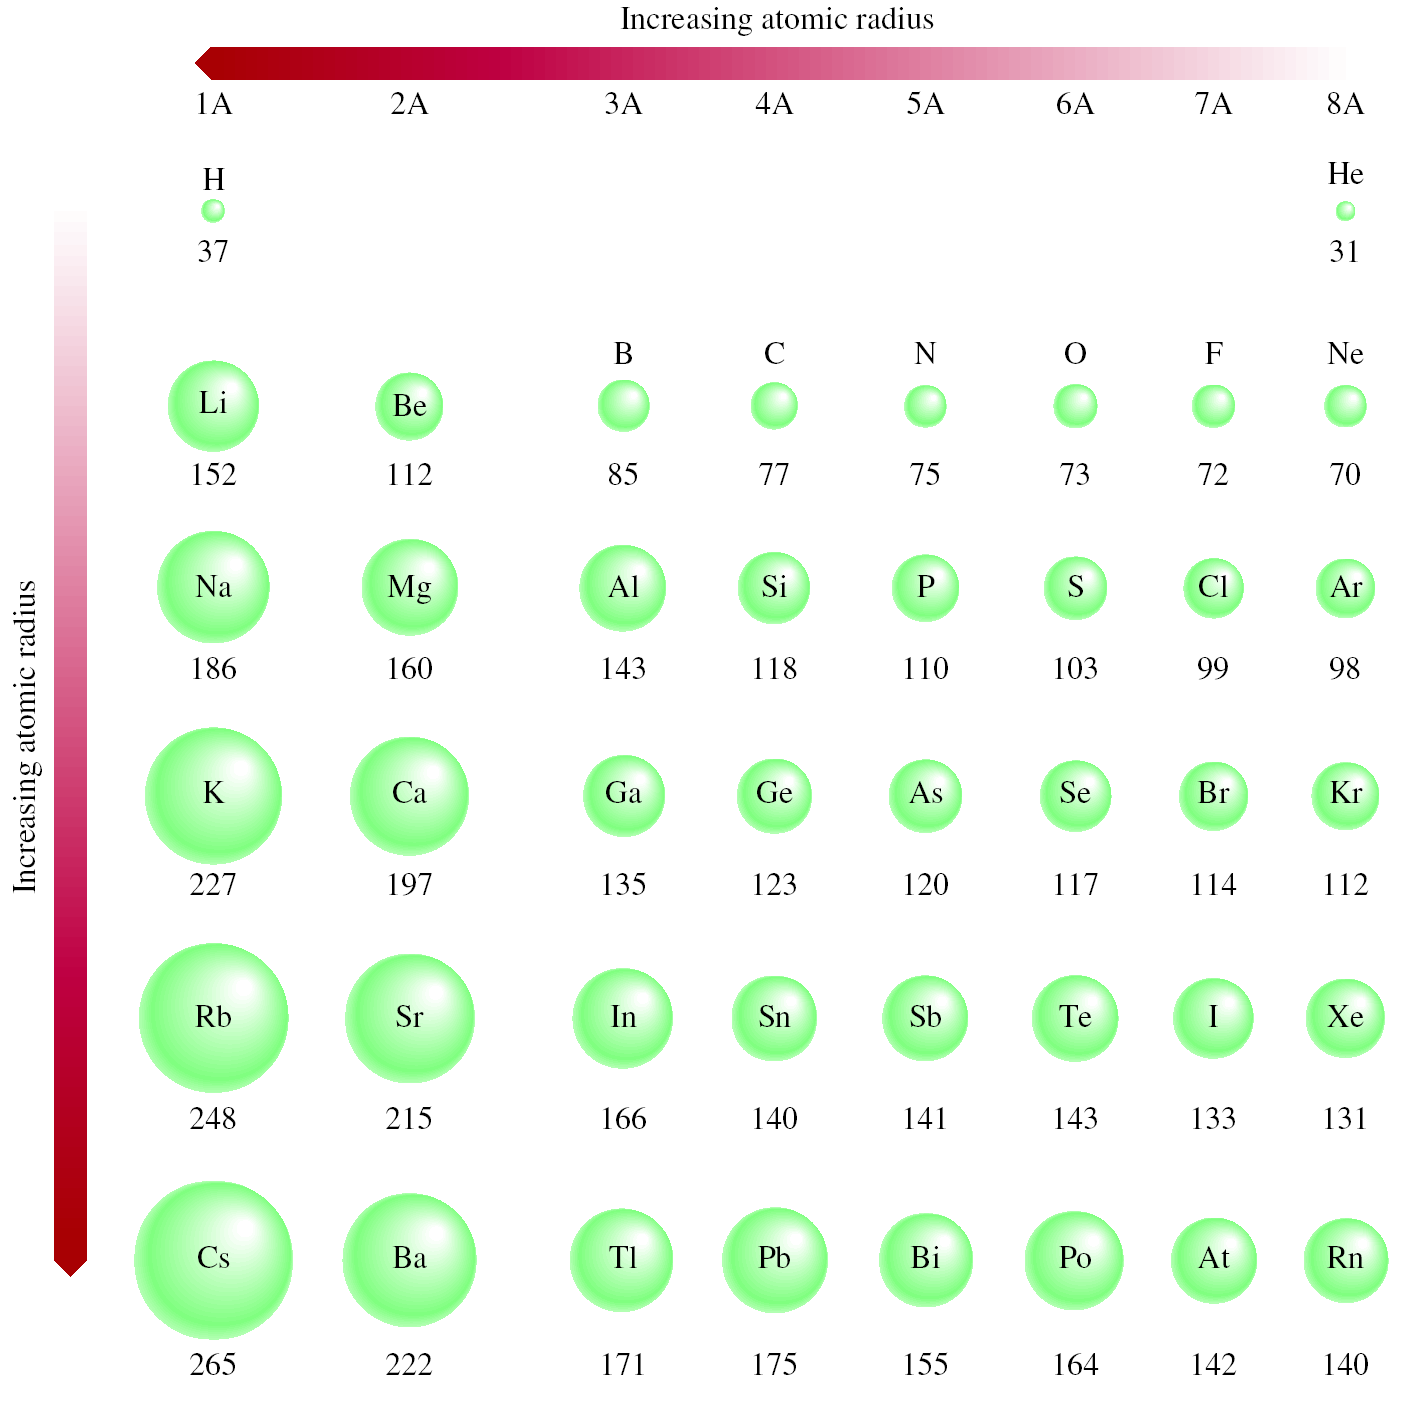 Increasing atomic radius
1A 2A 3A 4A 5A 6A 7A 8A
H He
37 31
B C N O F Ne
Li Be
152 112 85 77 75 73 72 70
Na Mg Al Si P S Cl Ar
186 160 143 118 110 103 99 98
Increasing atomic radius
K Ca Ga Ge As Se Br Kr
227 197 135 123 120 117 114 112
Rb Sr In Sn Sb Te I Xe
248 215 166 140 141 143 133 131
Cs Ba Tl Pb Bi Po At Rn
265 222 171 175 155 164 142 140